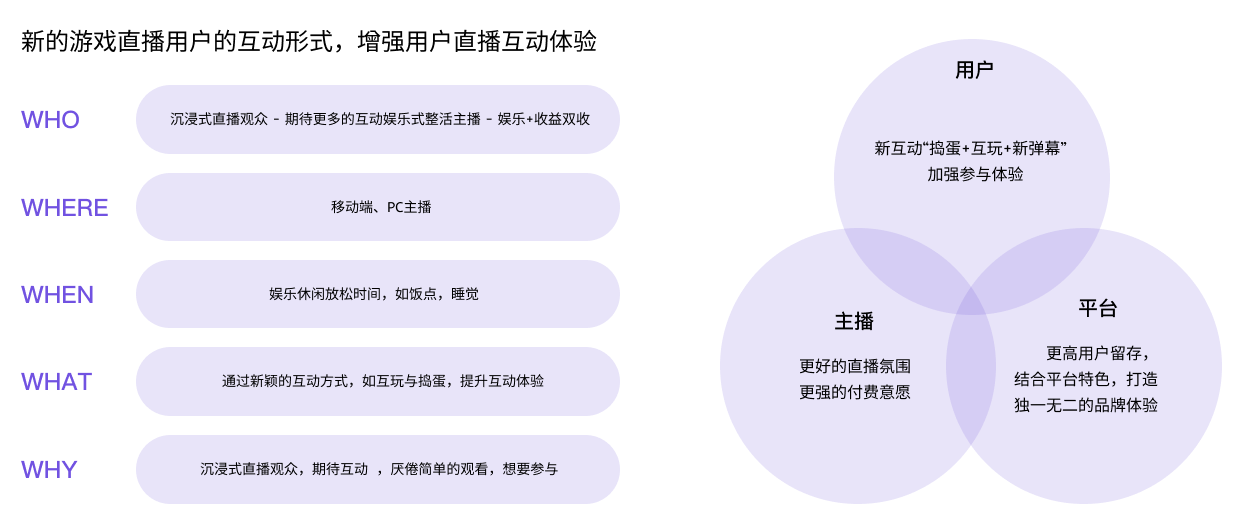 新的游戏直播用户的互动形式，增强用户直播互动体验
WHO
沉浸式直播观众 - 期待更多的互动娱乐式整活主播 - 娱乐+收益双收
WHERE
移动端、PC主播
WHEN
娱乐休闲放松时间，如饭点，睡觉
WHAT
通过新颖的互动方式，如互玩与捣蛋，提升互动体验
WHY
沉浸式直播观众，期待互动 ，厌倦简单的观看，想要参与
用户
新互动“捣蛋+互玩+新弹幕”
加强参与体验
主播
更好的直播氛围
更强的付费意愿
平台
更高用户留存，
结合平台特色，打造
独一无二的品牌体验